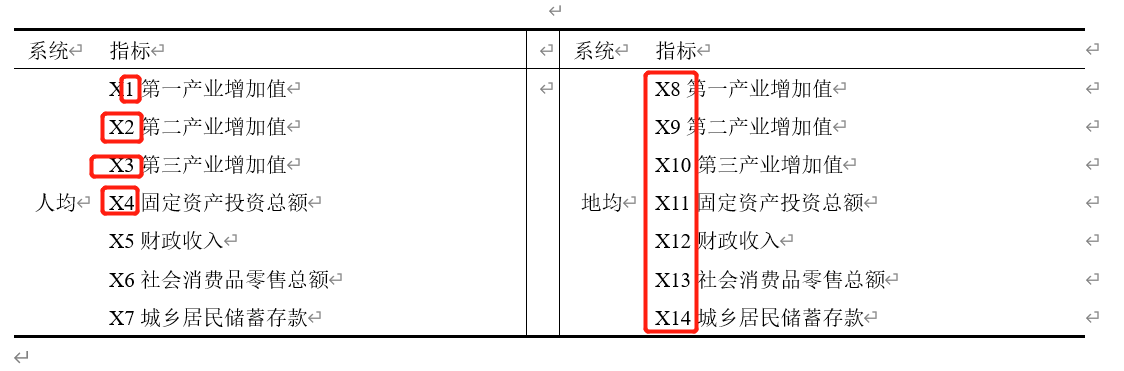 系统 指标 系统 指标
X1 第一产业增加值 X8 第一产业增加值
X2 第二产业增加值 X9 第二产业增加值
X3 第三产业增加值 X10 第三产业增加值
人均 X4 固定资产投资总额 地均 X11 固定资产投资总额
X5 财政收入 X12 财政收入
X6 社会消费品零售总额 X13 社会消费品零售总额
X7 城乡居民储蓄存款 X14 城乡居民储蓄存款